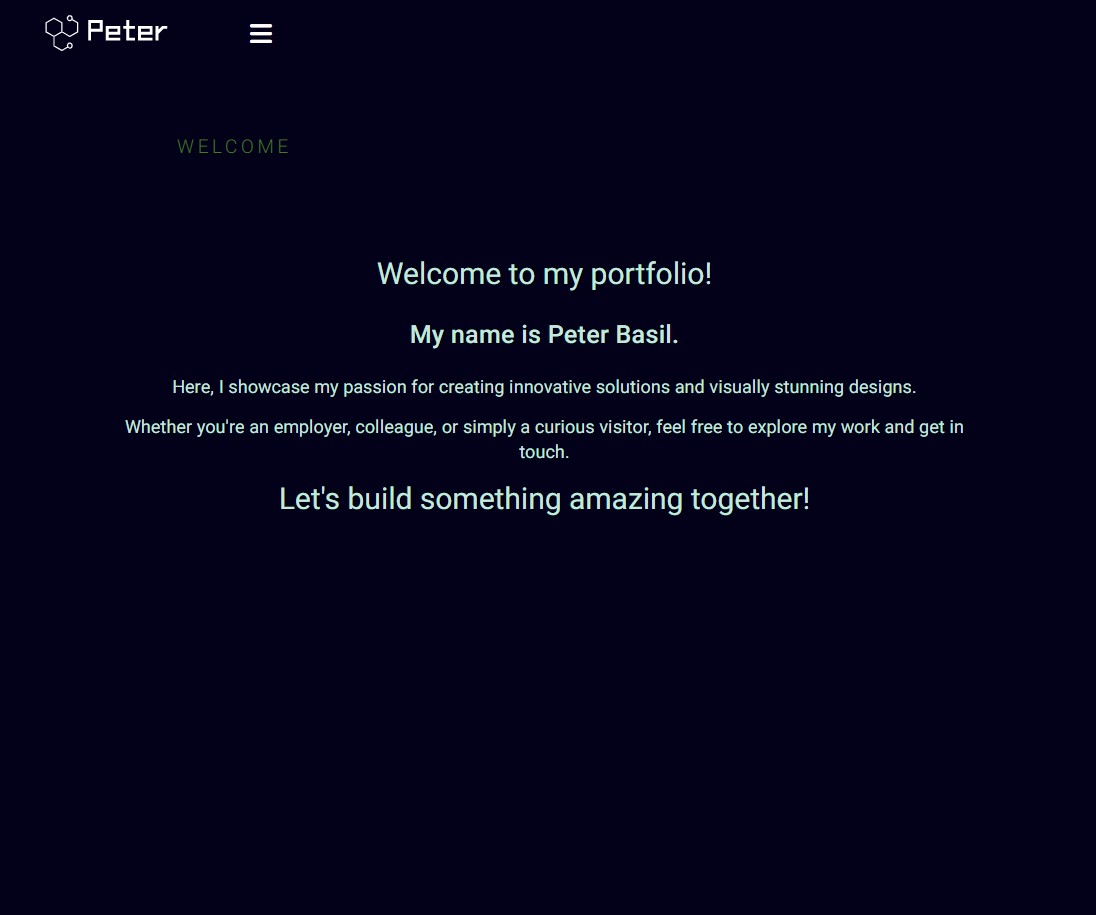 Peter
WELCOME
Welcome to my portfolio!
My name is Peter Basil.
Here, I showcase my passion for creating innovative solutions and visually stunning designs.
Whether you're an employer, colleague, or simply a curious visitor, feel free to explore my work and get in
touch.
Let's build something amazing together!